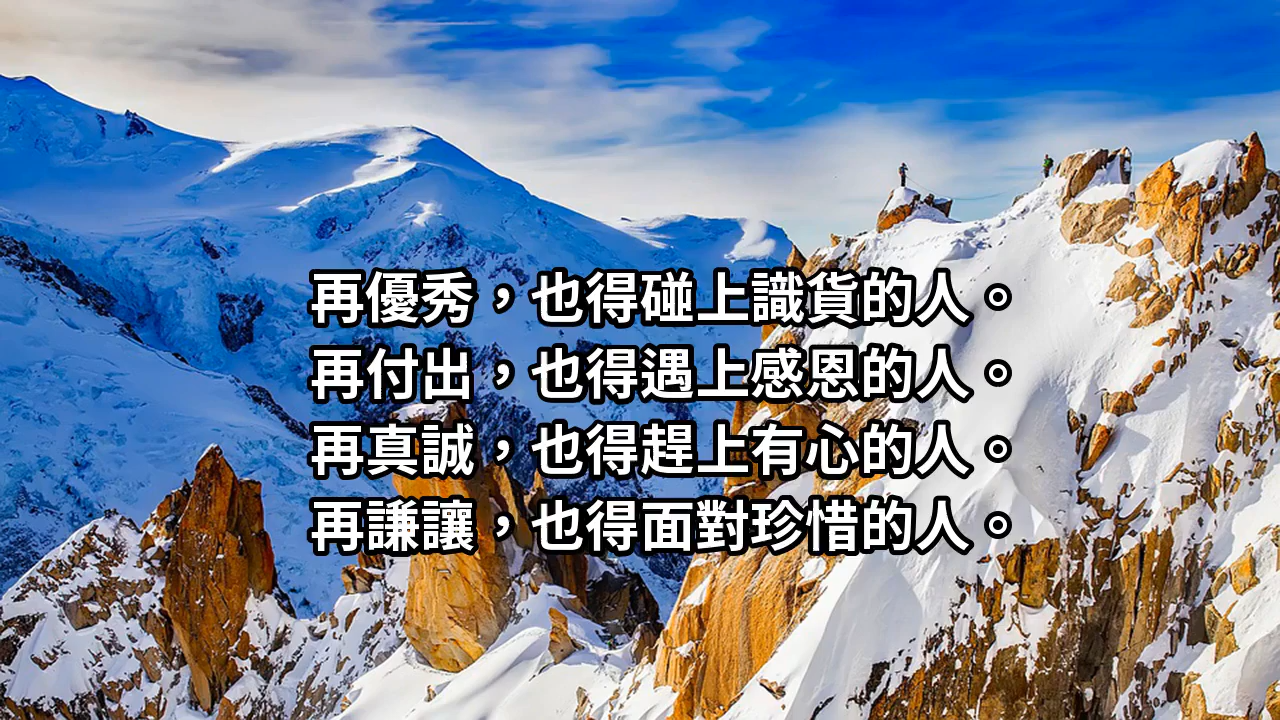 再優秀，也得碰上識貨的人。
再付出，也得遇上感恩的人。
再真誠，也得趕上有心的人。
再謙讓，也得面對珍惜的人。